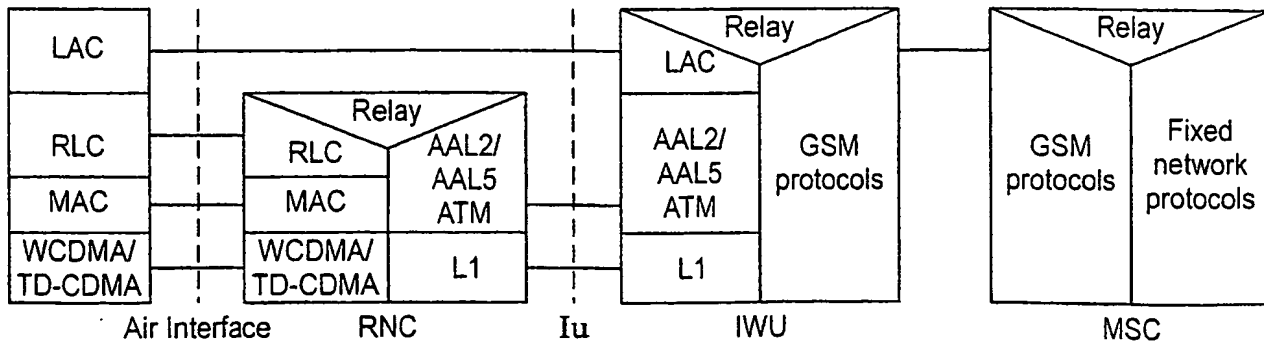 LAC
RLC
MAC
WCDMA/
TD-CDMA
Air Interface
Relay
RLC
MAC
WCDMA/
TD-CDMA
AAL2/
AAL5
ATM
L1
RNC
Iu
Relay
LAC
AAL2/
AAL5
ATM
L1
GSM
protocols
IWU
Relay
GSM
protocols
Fixed
network
protocols
MSC